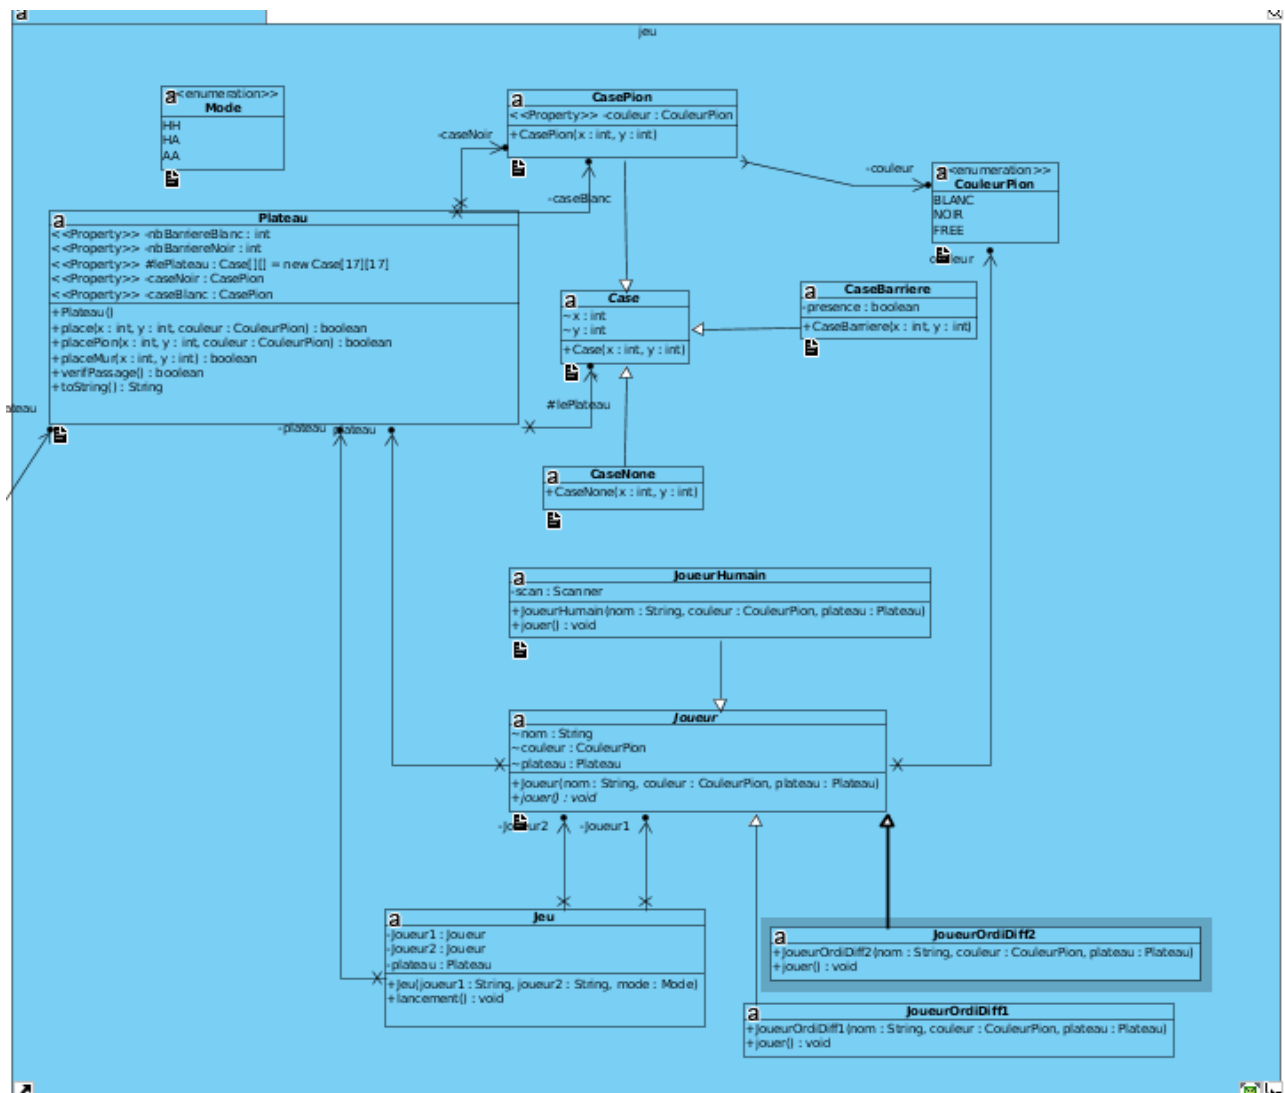 a
jeu
a
<<enumeration>>
Mode
HH
HA
AA
a
CasePion
<<Property>> -couleur : CouleurPion
+CasePion(x : int, y : int)
-caseNoir
-caseBlanc
-couleur
a
<<enumeration>>
CouleurPion
BLANC
NOIR
FREE
a
Plateau
<<Property>> -nbBarriereBlanc : int
<<Property>> -nbBarriereNoir : int
<<Property>> #lePlateau : Case[][] = new Case[17][17]
<<Property>> -caseNoir : CasePion
<<Property>> -caseBlanc : CasePion
+Plateau()
+place(x : int, y : int, couleur : CouleurPion) : boolean
+placePion(x : int, y : int, couleur : CouleurPion) : boolean
+placeMur(x : int, y : int) : boolean
+verifPassage() : boolean
+toString() : String
a
Case
~x : int
~y : int
+Case(x : int, y : int)
a
CaseBarriere
-presence : boolean
+CaseBarriere(x : int, y : int)
#lePlateau
-plateau
plateau
a
CaseNone
+CaseNone(x : int, y : int)
a
JoueurHumain
-scan : Scanner
+JoueurHumain(nom : String, couleur : CouleurPion, plateau : Plateau)
+jouer() : void
a
Joueur
~nom : String
~couleur : CouleurPion
~plateau : Plateau
+Joueur(nom : String, couleur : CouleurPion, plateau : Plateau)
+jouer() : void
-joueur2
-joueur1
a
Jeu
-joueur1 : Joueur
-joueur2 : Joueur
-plateau : Plateau
+Jeu(joueur1 : String, joueur2 : String, mode : Mode)
+lancement() : void
a
JoueurOrdiDiff2
+JoueurOrdiDiff2(nom : String, couleur : CouleurPion, plateau : Plateau)
+jouer() : void
a
JoueurOrdiDiff1
+JoueurOrdiDiff1(nom : String, couleur : CouleurPion, plateau : Plateau)
+jouer() : void